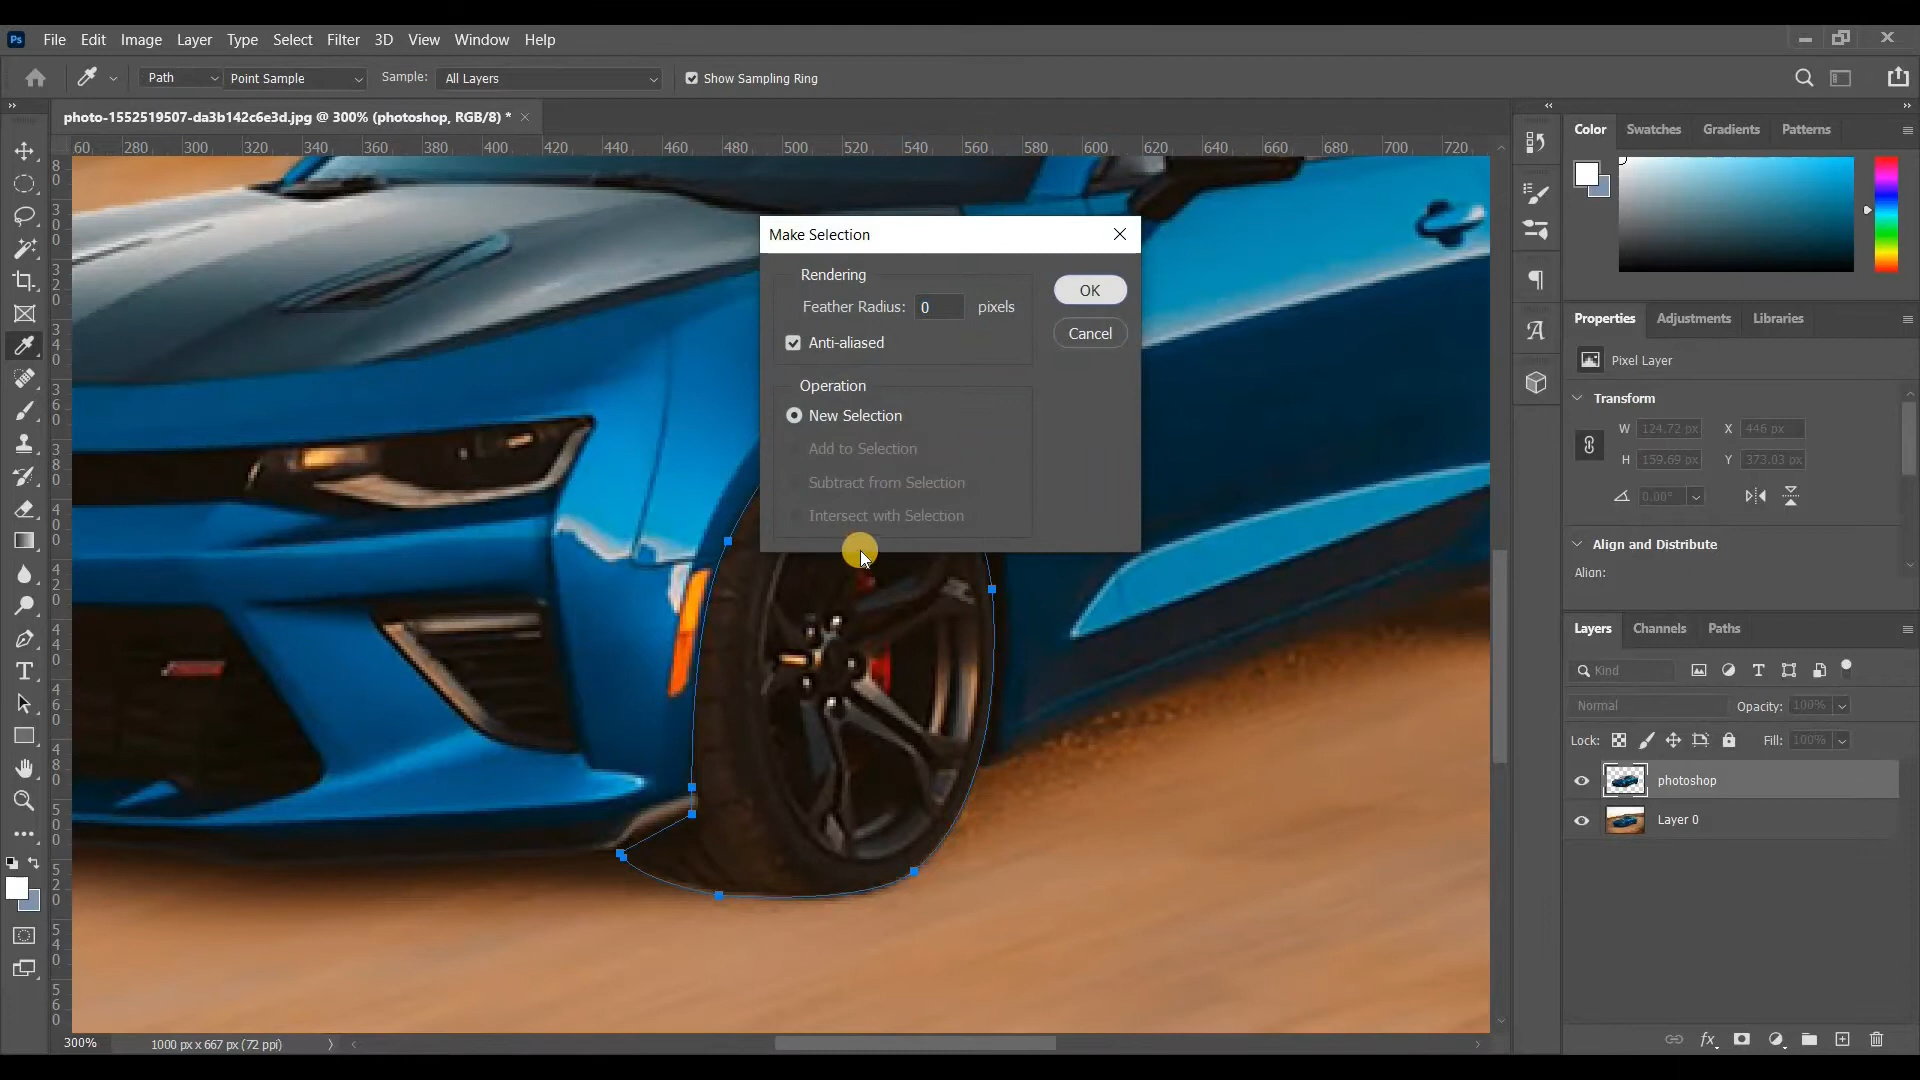 Ps File Edit Image Layer Type Select Filter 3D View Window Help
Path Point Sample Sample: All Layers Show Sampling Ring
photo-1552519507-da3b142c6e3d.jpg @ 300% (photoshop, RGB/8) *
60 280 300 320 340 360 380 400 420 440 460 480 500 520 540 560 580 600 620 640 660 680 700 720
Make Selection
Rendering
Feather Radius: 0 pixels
Anti-aliased
OK
Cancel
Operation
New Selection
Add to Selection
Subtract from Selection
Intersect with Selection
Color Swatches Gradients Patterns
Properties Adjustments Libraries
Pixel Layer
Transform
W 124.72 px X 446 px
H 159.69 px Y 373.03 px
0.00°
Align and Distribute
Align:
Layers Channels Paths
Kind
Normal Opacity: 100%
Lock: Fill: 100%
photoshop
Layer 0
fx
300% 1000 px x 667 px (72 ppi)